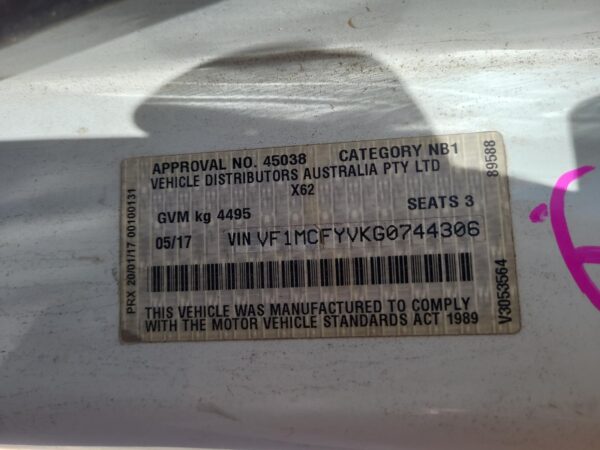 APPROVAL NO. 45038 CATEGORY NB1
VEHICLE DISTRIBUTORS AUSTRALIA PTY LTD
X62
GVM kg 4495 SEATS 3
05/17 VIN VF1MCFYVKG0744306
THIS VEHICLE WAS MANUFACTURED TO COMPLY
WITH THE MOTOR VEHICLE STANDARDS ACT 1989
PRX 20/01/17 00100131
V3053564 89588